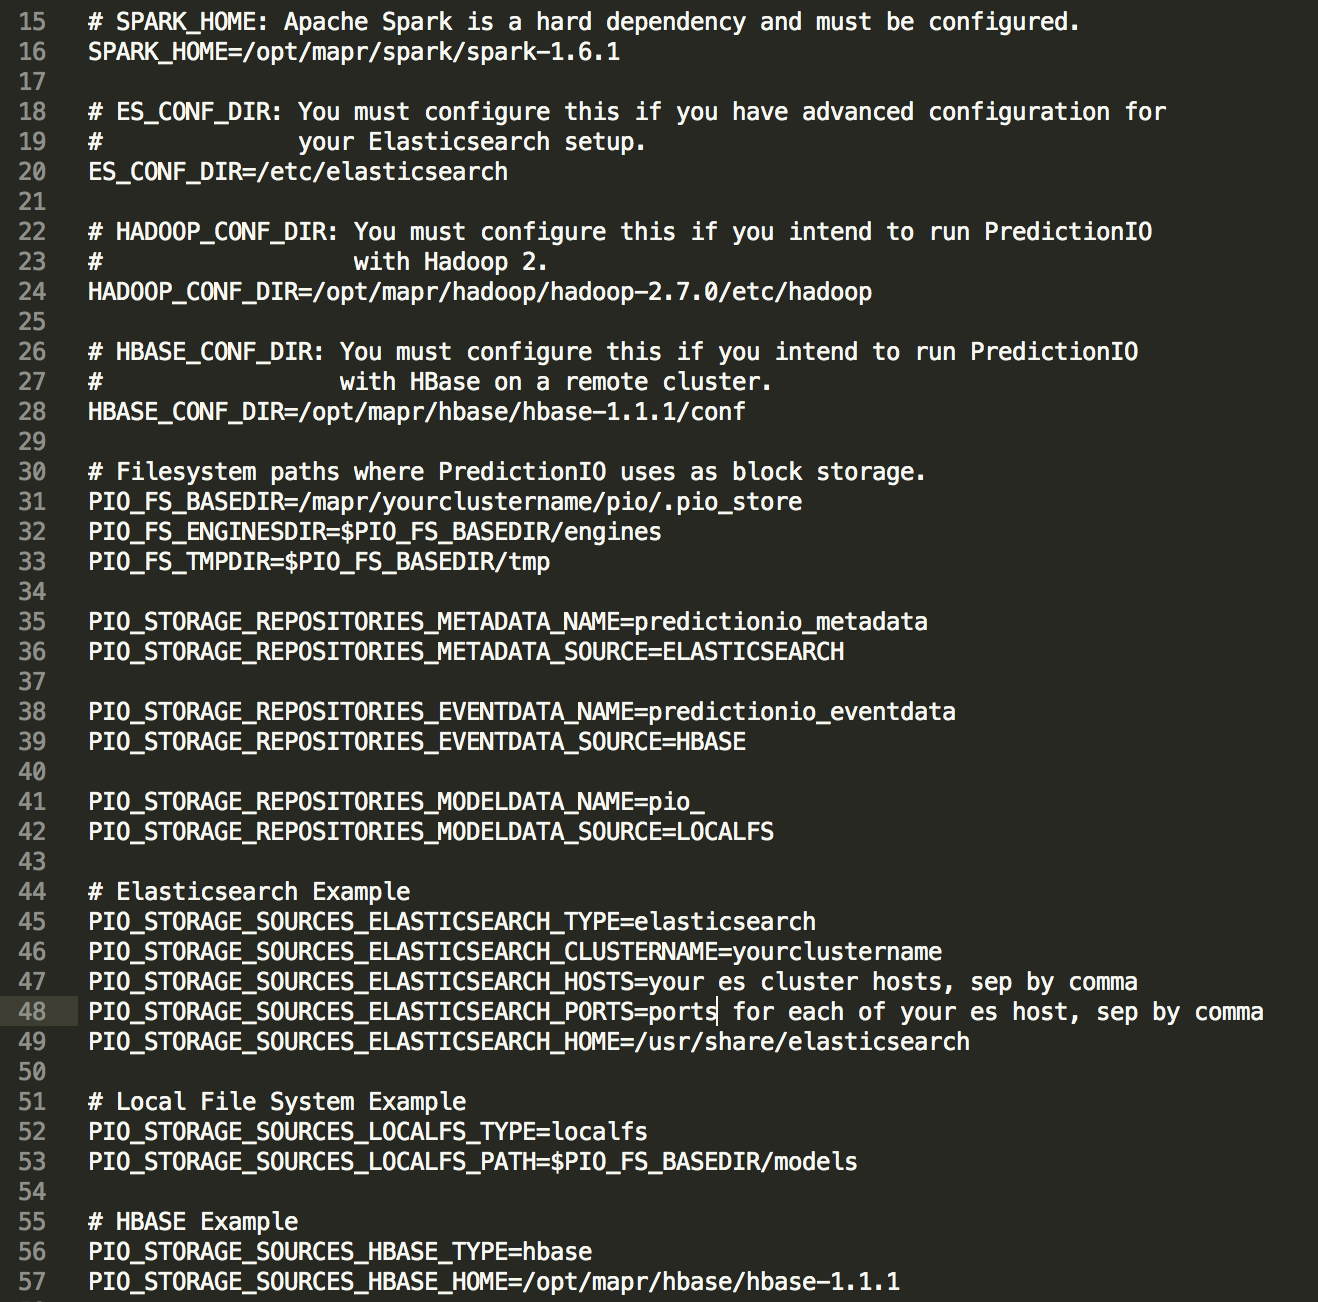 15 # SPARK_HOME: Apache Spark is a hard dependency and must be configured.
16 SPARK_HOME=/opt/mapr/spark/spark-1.6.1
17
18 # ES_CONF_DIR: You must configure this if you have advanced configuration for
19 #                your Elasticsearch setup.
20 ES_CONF_DIR=/etc/elasticsearch
21
22 # HADOOP_CONF_DIR: You must configure this if you intend to run PredictionIO
23 #                  with Hadoop 2.
24 HADOOP_CONF_DIR=/opt/mapr/hadoop/hadoop-2.7.0/etc/hadoop
25
26 # HBASE_CONF_DIR: You must configure this if you intend to run PredictionIO
27 #                 with HBase on a remote cluster.
28 HBASE_CONF_DIR=/opt/mapr/hbase/hbase-1.1.1/conf
29
30 # Filesystem paths where PredictionIO uses as block storage.
31 PIO_FS_BASEDIR=/mapr/yourclustername/pio/.pio_store
32 PIO_FS_ENGINESDIR=$PIO_FS_BASEDIR/engines
33 PIO_FS_TMPDIR=$PIO_FS_BASEDIR/tmp
34
35 PIO_STORAGE_REPOSITORIES_METADATA_NAME=predictionio_metadata
36 PIO_STORAGE_REPOSITORIES_METADATA_SOURCE=ELASTICSEARCH
37
38 PIO_STORAGE_REPOSITORIES_EVENTDATA_NAME=predictionio_eventdata
39 PIO_STORAGE_REPOSITORIES_EVENTDATA_SOURCE=HBASE
40
41 PIO_STORAGE_REPOSITORIES_MODELDATA_NAME=pio_
42 PIO_STORAGE_REPOSITORIES_MODELDATA_SOURCE=LOCALFS
43
44 # Elasticsearch Example
45 PIO_STORAGE_SOURCES_ELASTICSEARCH_TYPE=elasticsearch
46 PIO_STORAGE_SOURCES_ELASTICSEARCH_CLUSTERNAME=yourclustername
47 PIO_STORAGE_SOURCES_ELASTICSEARCH_HOSTS=your es cluster hosts, sep by comma
48 PIO_STORAGE_SOURCES_ELASTICSEARCH_PORTS=ports for each of your es host, sep by comma
49 PIO_STORAGE_SOURCES_ELASTICSEARCH_HOME=/usr/share/elasticsearch
50
51 # Local File System Example
52 PIO_STORAGE_SOURCES_LOCALFS_TYPE=localfs
53 PIO_STORAGE_SOURCES_LOCALFS_PATH=$PIO_FS_BASEDIR/models
54
55 # HBASE Example
56 PIO_STORAGE_SOURCES_HBASE_TYPE=hbase
57 PIO_STORAGE_SOURCES_HBASE_HOME=/opt/mapr/hbase/hbase-1.1.1